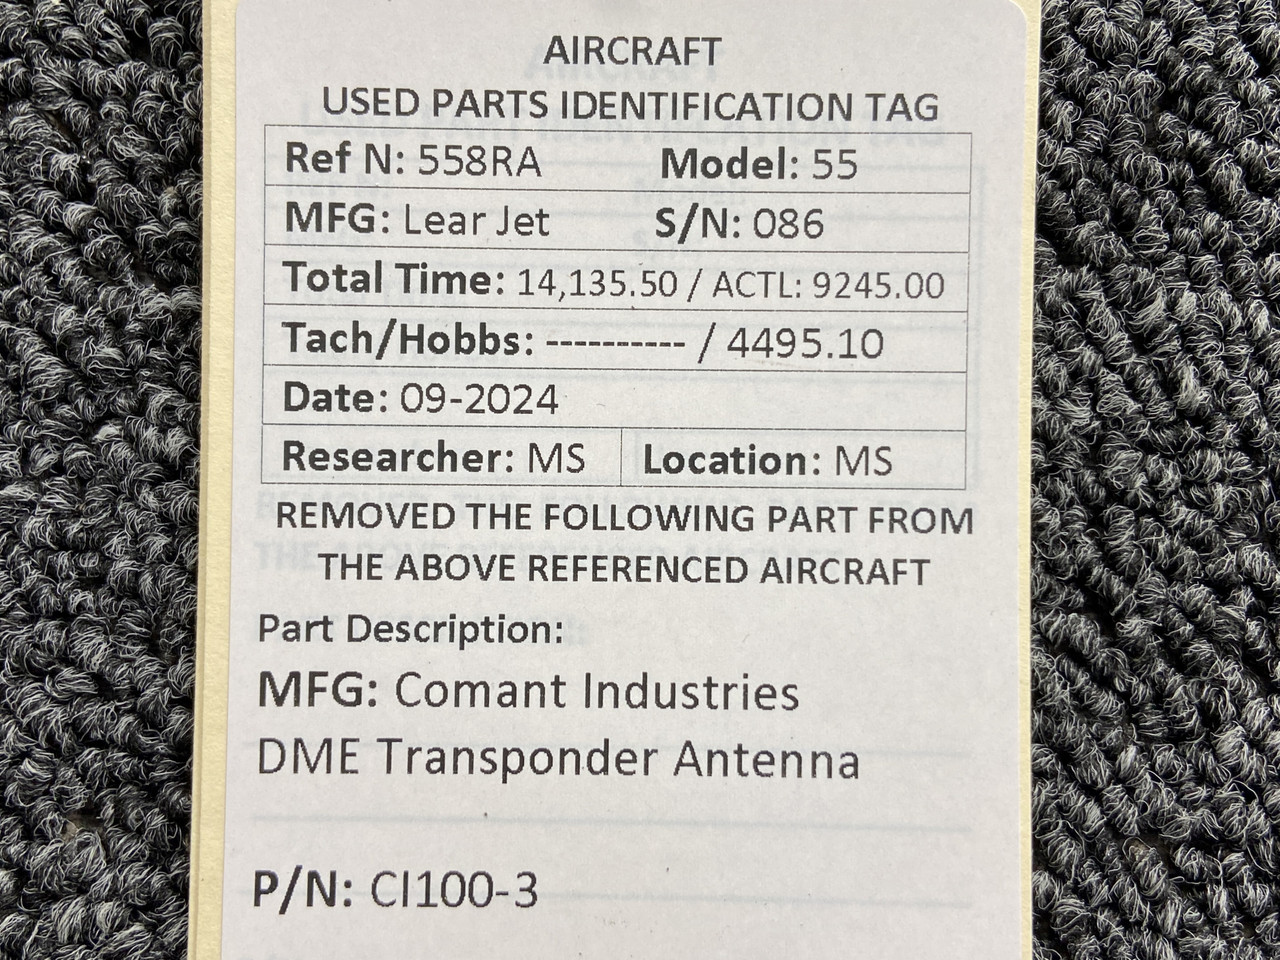 AIRCRAFT
USED PARTS IDENTIFICATION TAG
Ref N: 558RA Model: 55
MFG: Lear Jet S/N: 086
Total Time: 14,135.50 / ACTL: 9245.00
Tach/Hobbs: ---------- / 4495.10
Date: 09-2024
Researcher: MS Location: MS
REMOVED THE FOLLOWING PART FROM
THE ABOVE REFERENCED AIRCRAFT
Part Description:
MFG: Comant Industries
DME Transponder Antenna
P/N: CI100-3